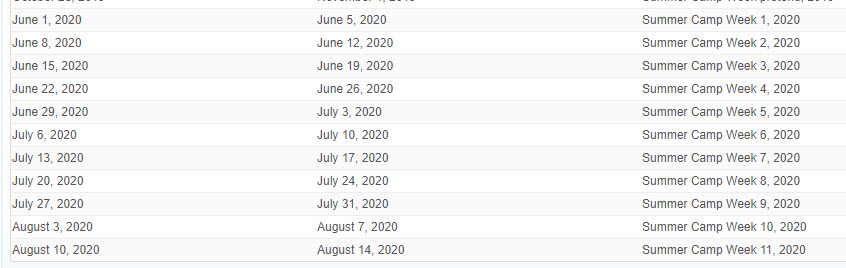 June 1, 2020 June 5, 2020 Summer Camp Week 1, 2020
June 8, 2020 June 12, 2020 Summer Camp Week 2, 2020
June 15, 2020 June 19, 2020 Summer Camp Week 3, 2020
June 22, 2020 June 26, 2020 Summer Camp Week 4, 2020
June 29, 2020 July 3, 2020 Summer Camp Week 5, 2020
July 6, 2020 July 10, 2020 Summer Camp Week 6, 2020
July 13, 2020 July 17, 2020 Summer Camp Week 7, 2020
July 20, 2020 July 24, 2020 Summer Camp Week 8, 2020
July 27, 2020 July 31, 2020 Summer Camp Week 9, 2020
August 3, 2020 August 7, 2020 Summer Camp Week 10, 2020
August 10, 2020 August 14, 2020 Summer Camp Week 11, 2020